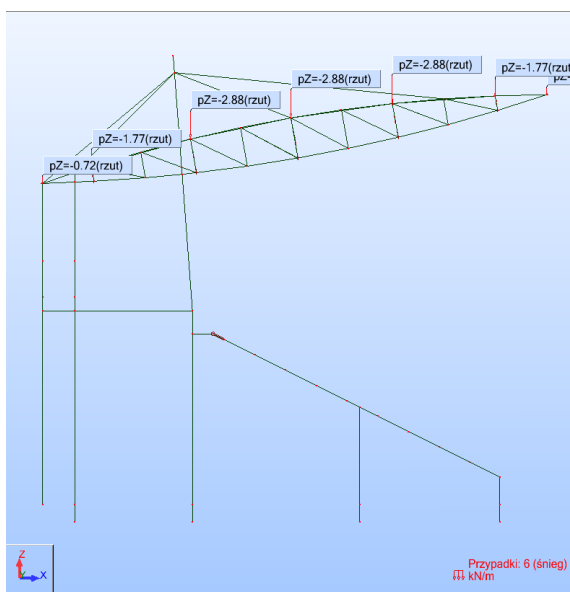 pZ=-2.88(rzut)
pZ=-1.77(rzut)
pZ=-2.88(rzut)
pZ=-2.88(rzut)
pZ=-1.77(rzut)
pZ=-0.72(rzut)
Z
Y X
Przypadki: 6 (śnieg)
kN/m